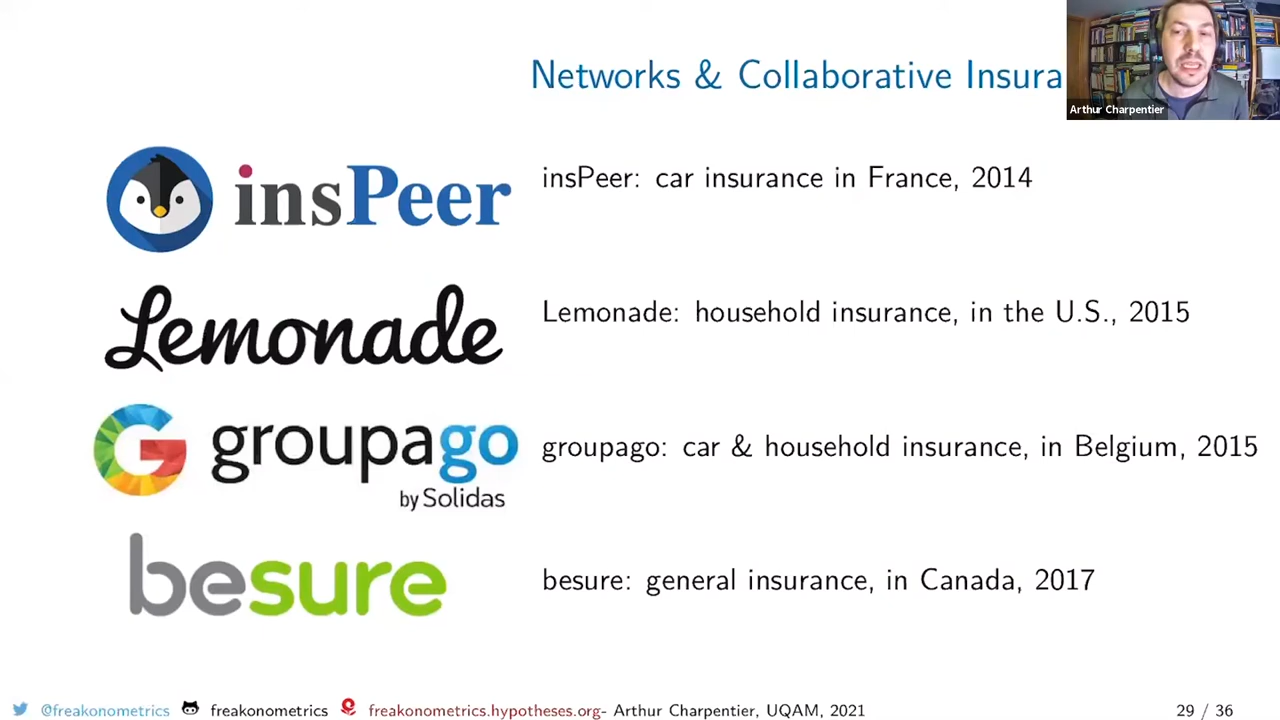 Networks & Collaborative Insura
Arthur Charpentier
insPeer
insPeer: car insurance in France, 2014
Lemonade
Lemonade: household insurance, in the U.S., 2015
G groupago
by Solidas
groupago: car & household insurance, in Belgium, 2015
besure
besure: general insurance, in Canada, 2017
@freakonometrics freakonometrics freakonometrics.hypotheses.org- Arthur Charpentier, UQAM, 2021 29 / 36